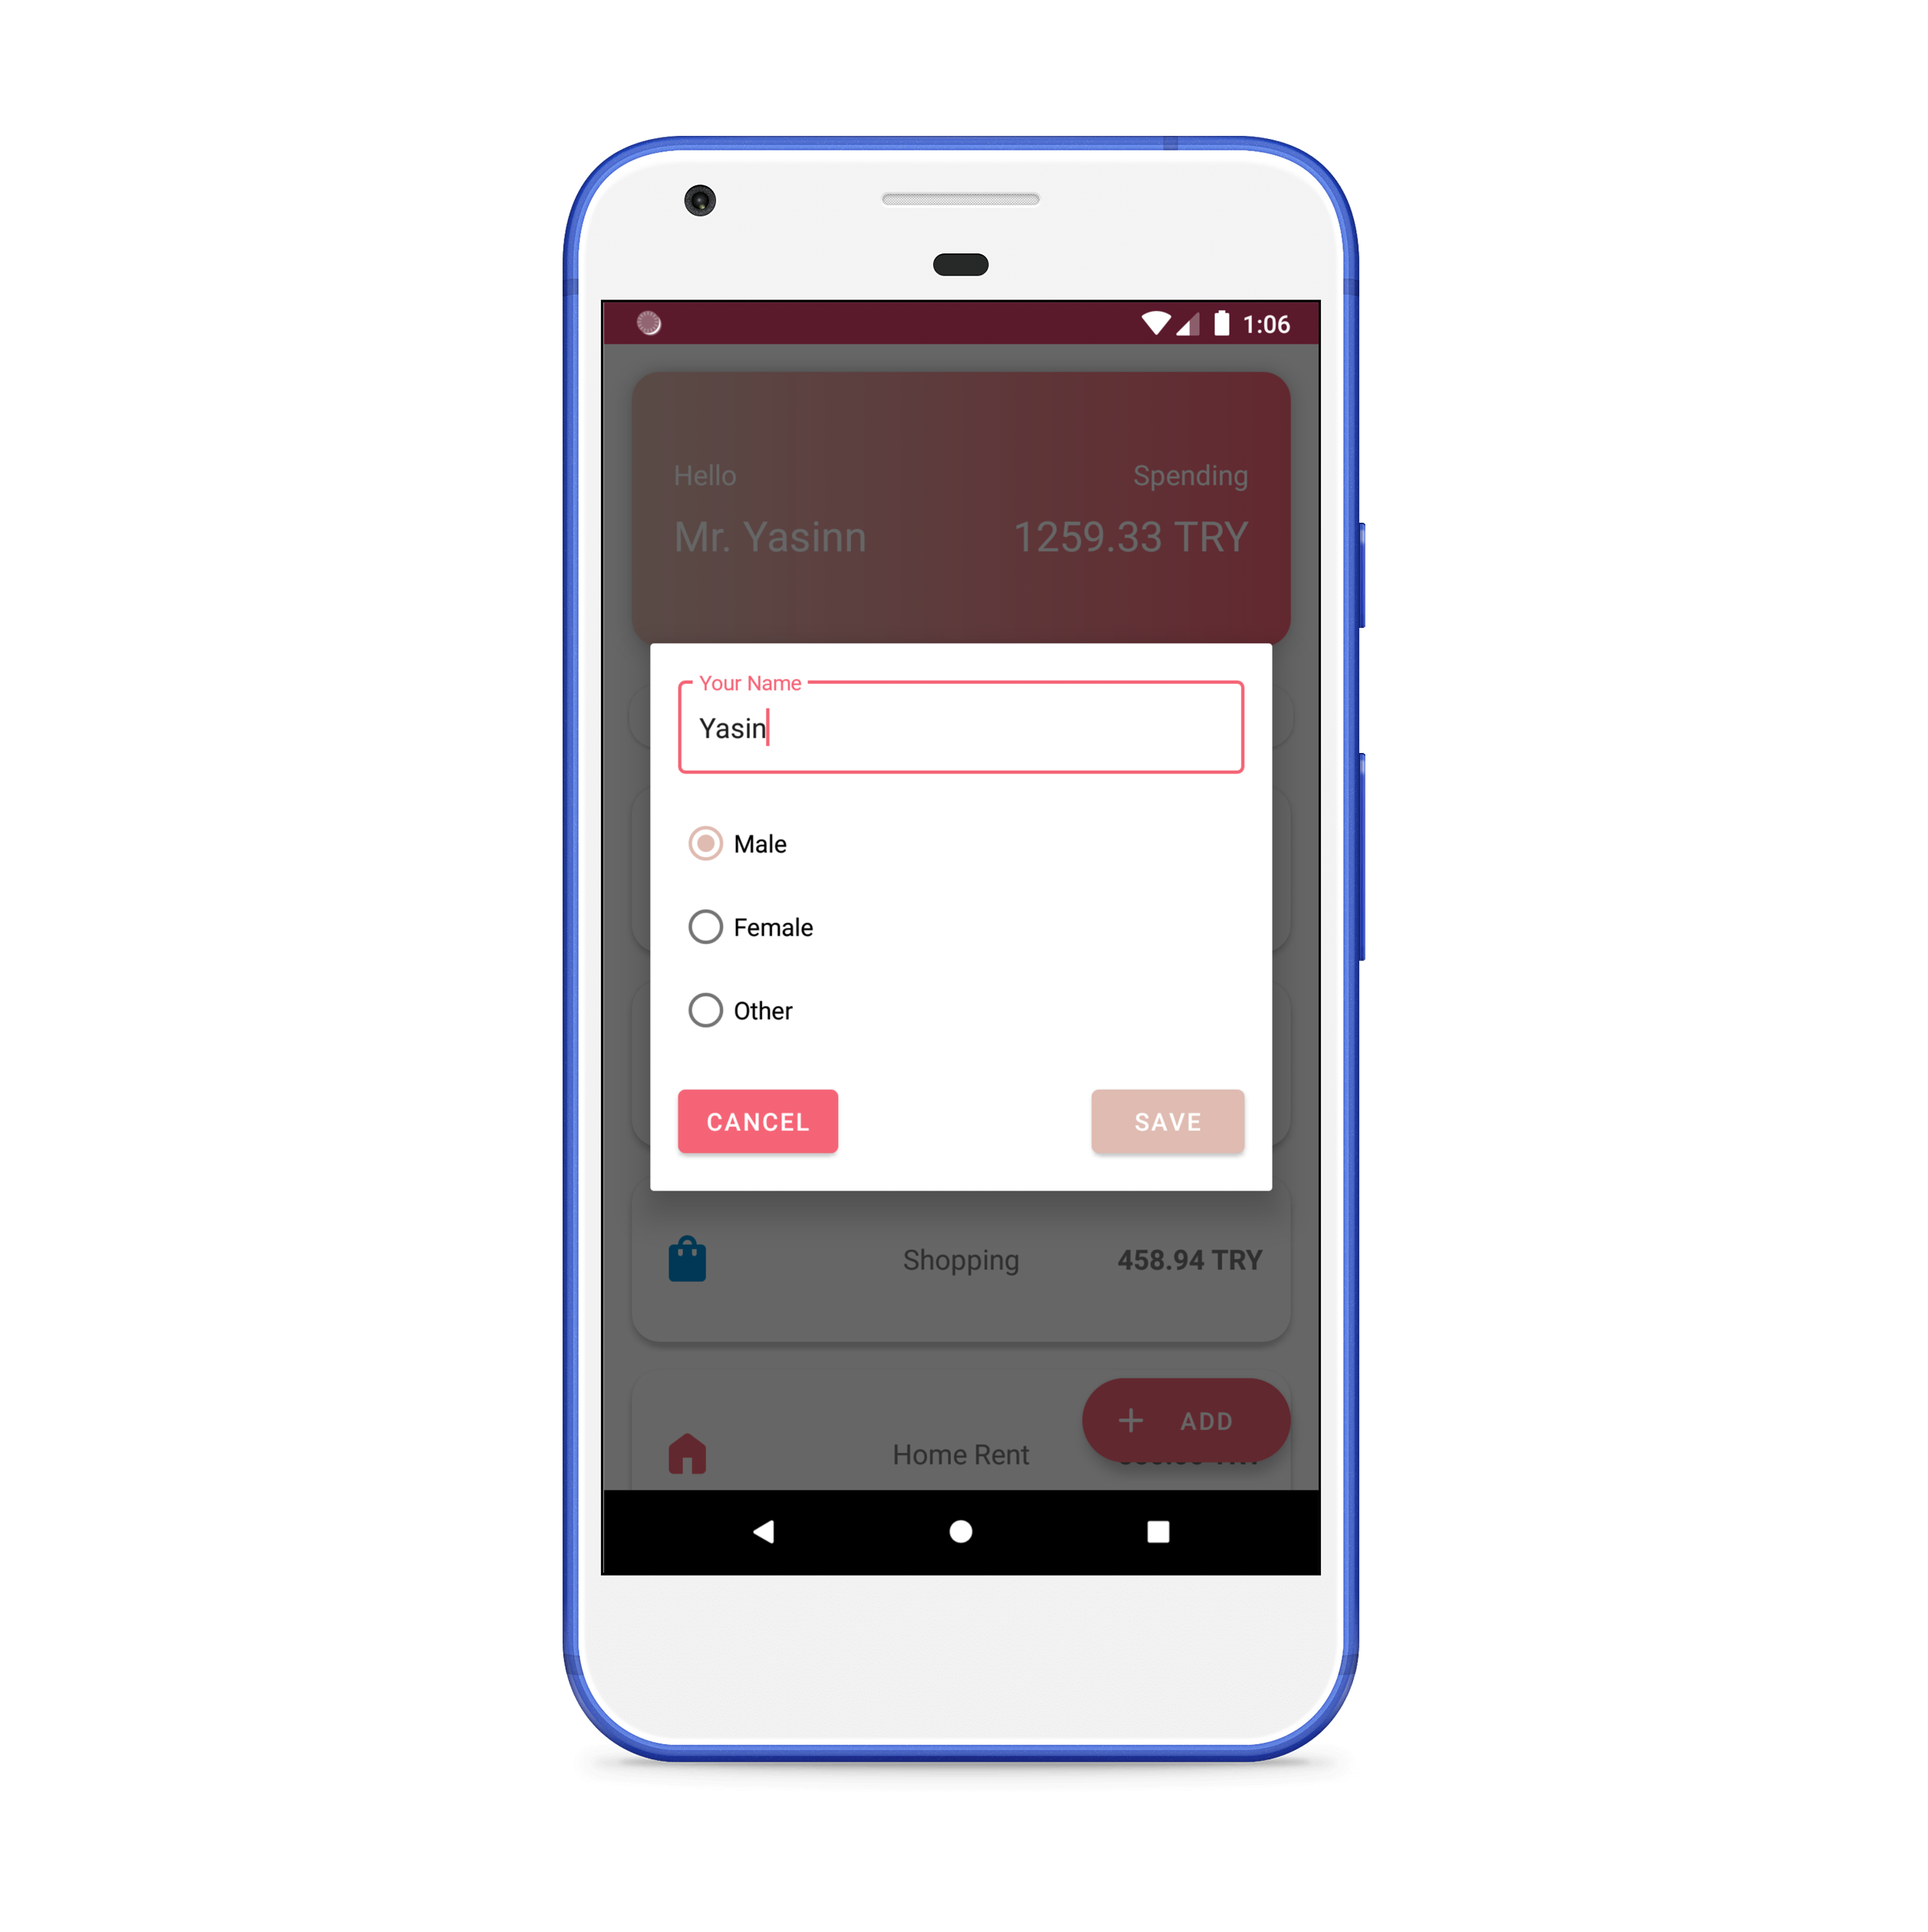 1:06
Hello Spending
Mr. Yasinn 1259.33 TRY
Your Name
Yasin
Male
Female
Other
CANCEL SAVE
Shopping 458.94 TRY
ADD
Home Rent